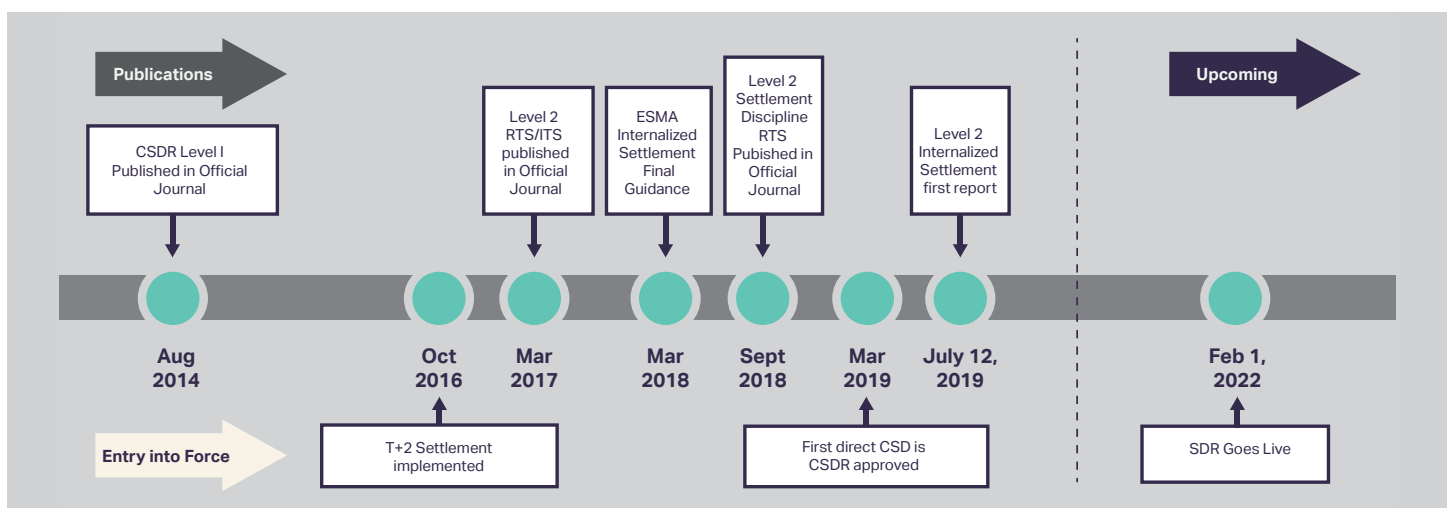 Publications
Upcoming
CSDR Level I
Published in Official
Journal
Level 2
RTS/ITS
published
in Official
Journal
ESMA
Internalized
Settlement
Final
Guidance
Level 2
Settlement
Discipline
RTS
Pubished in
Official
Journal
Level 2
Internalized
Settlement
first report
Aug
2014
Oct
2016
Mar
2017
Mar
2018
Sept
2018
Mar
2019
July 12,
2019
Feb 1,
2022
Entry into Force
T+2 Settlement
implemented
First direct CSD is
CSDR approved
SDR Goes Live